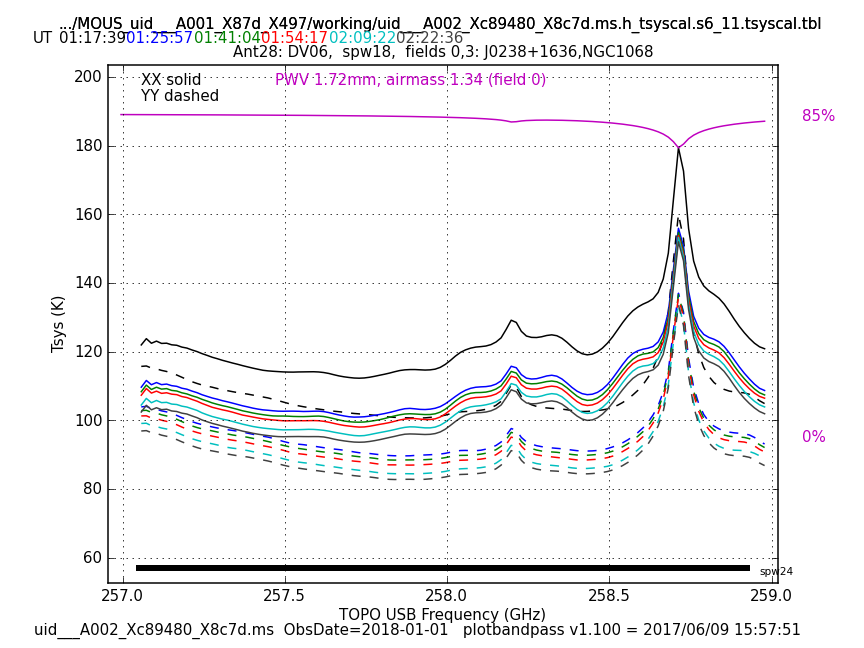 .../MOUS_uid___A001_X87d_X497/working/uid___A002_Xc89480_X8c7d.ms.h_tsyscal.s6_11.tsyscal.tbl
UT 01:17:39 01:25:57 01:41:04 01:54:17 02:09:22 02:22:36
Ant28: DV06, spw18, fields 0,3: J0238+1636,NGC1068
XX solid
PWV 1.72mm, airmass 1.34 (field 0)
YY dashed
200
180
160
140
120
100
80
60
85%
0%
Tsys (K)
spw24
257.0 257.5 258.0 258.5 259.0
TOPO USB Frequency (GHz)
uid___A002_Xc89480_X8c7d.ms ObsDate=2018-01-01 plotbandpass v1.100 = 2017/06/09 15:57:51